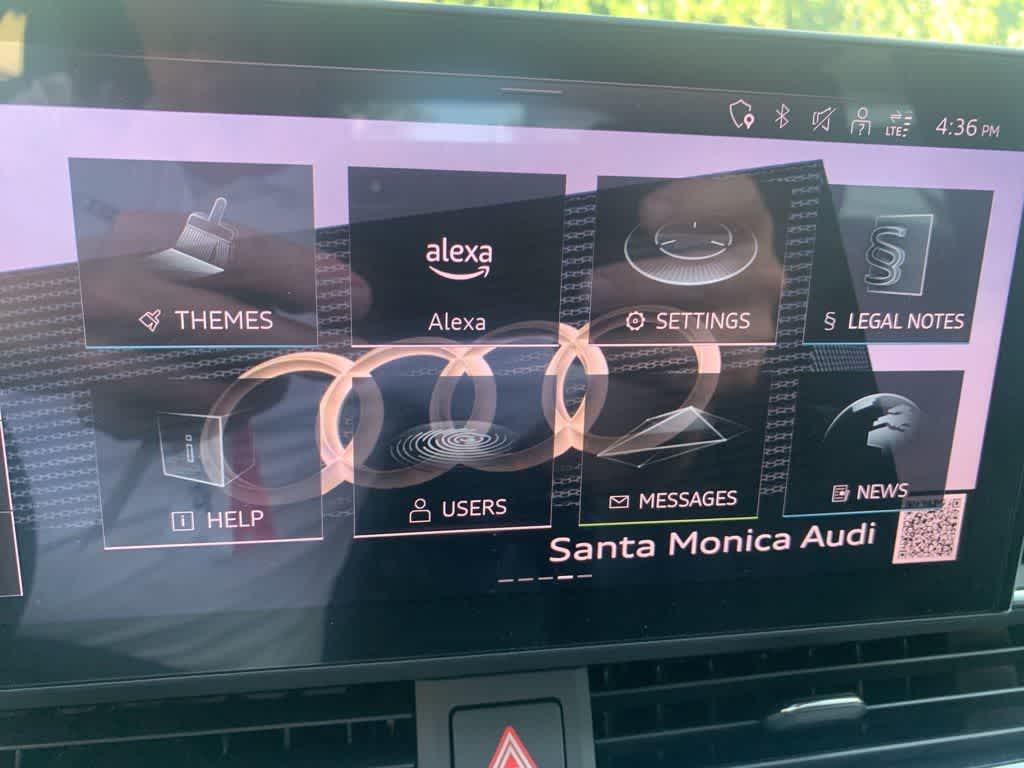 LTE 4:36 PM
THEMES
alexa
Alexa
SETTINGS
§ LEGAL NOTES
HELP
USERS
MESSAGES
NEWS
Santa Monica Audi